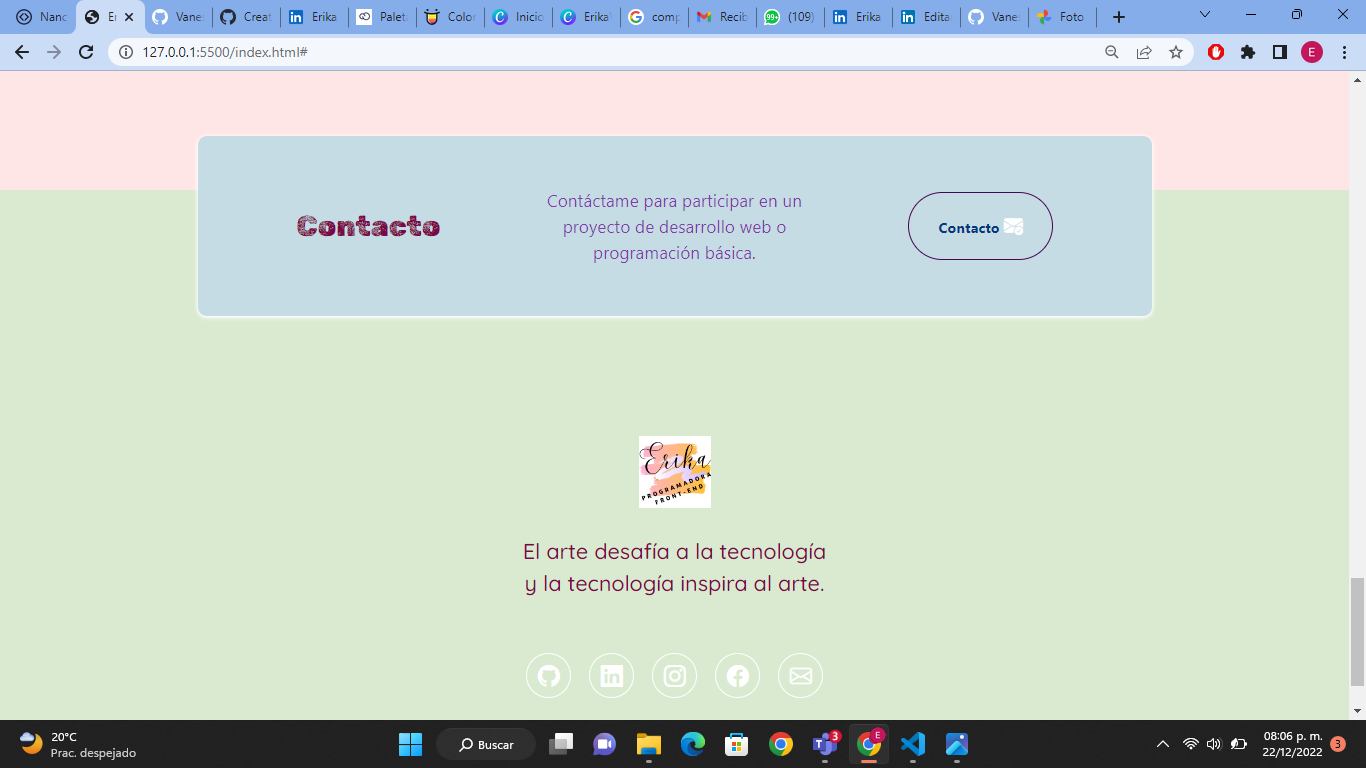 Nanc
Er
Vanes
Creat
Erika
Palet
Color
Inicio
Erika'
comp
Recib
99+
(109)
Erika
Edita
Vanes
Foto
127.0.0.1:5500/index.html#
E
Contacto
Contáctame para participar en un
proyecto de desarrollo web o
programación básica.
Contacto
Erika
PROGRAMADORA
FRONT-END
El arte desafía a la tecnología
y la tecnología inspira al arte.
20°C
Prac. despejado
Buscar
3
E
08:06 p. m.
22/12/2022
3